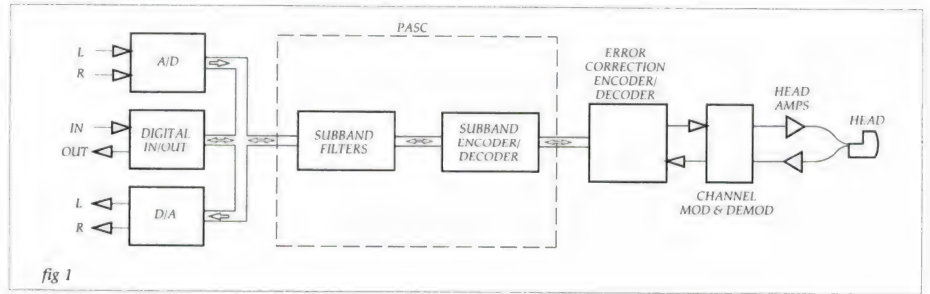 PASC
L
R
A/D
IN
OUT
DIGITAL
IN/OUT
L
R
D/A
SUBBAND
FILTERS
SUBBAND
ENCODER/
DECODER
ERROR
CORRECTION
ENCODER/
DECODER
CHANNEL
MOD & DEMOD
HEAD
AMPS
HEAD
fig 1